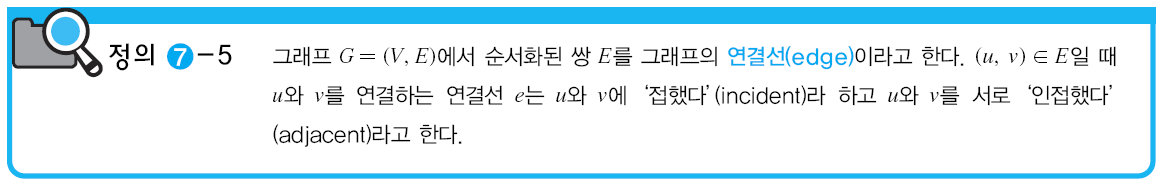 정의 7-5 그래프 G = (V, E)에서 순서화된 쌍 E를 그래프의 연결선(edge)이라고 한다. (u, v) ∈ E일 때
u와 v를 연결하는 연결선 e는 u와 v에 ‘접했다’(incident)라 하고 u와 v를 서로 ‘인접했다’
(adjacent)라고 한다.